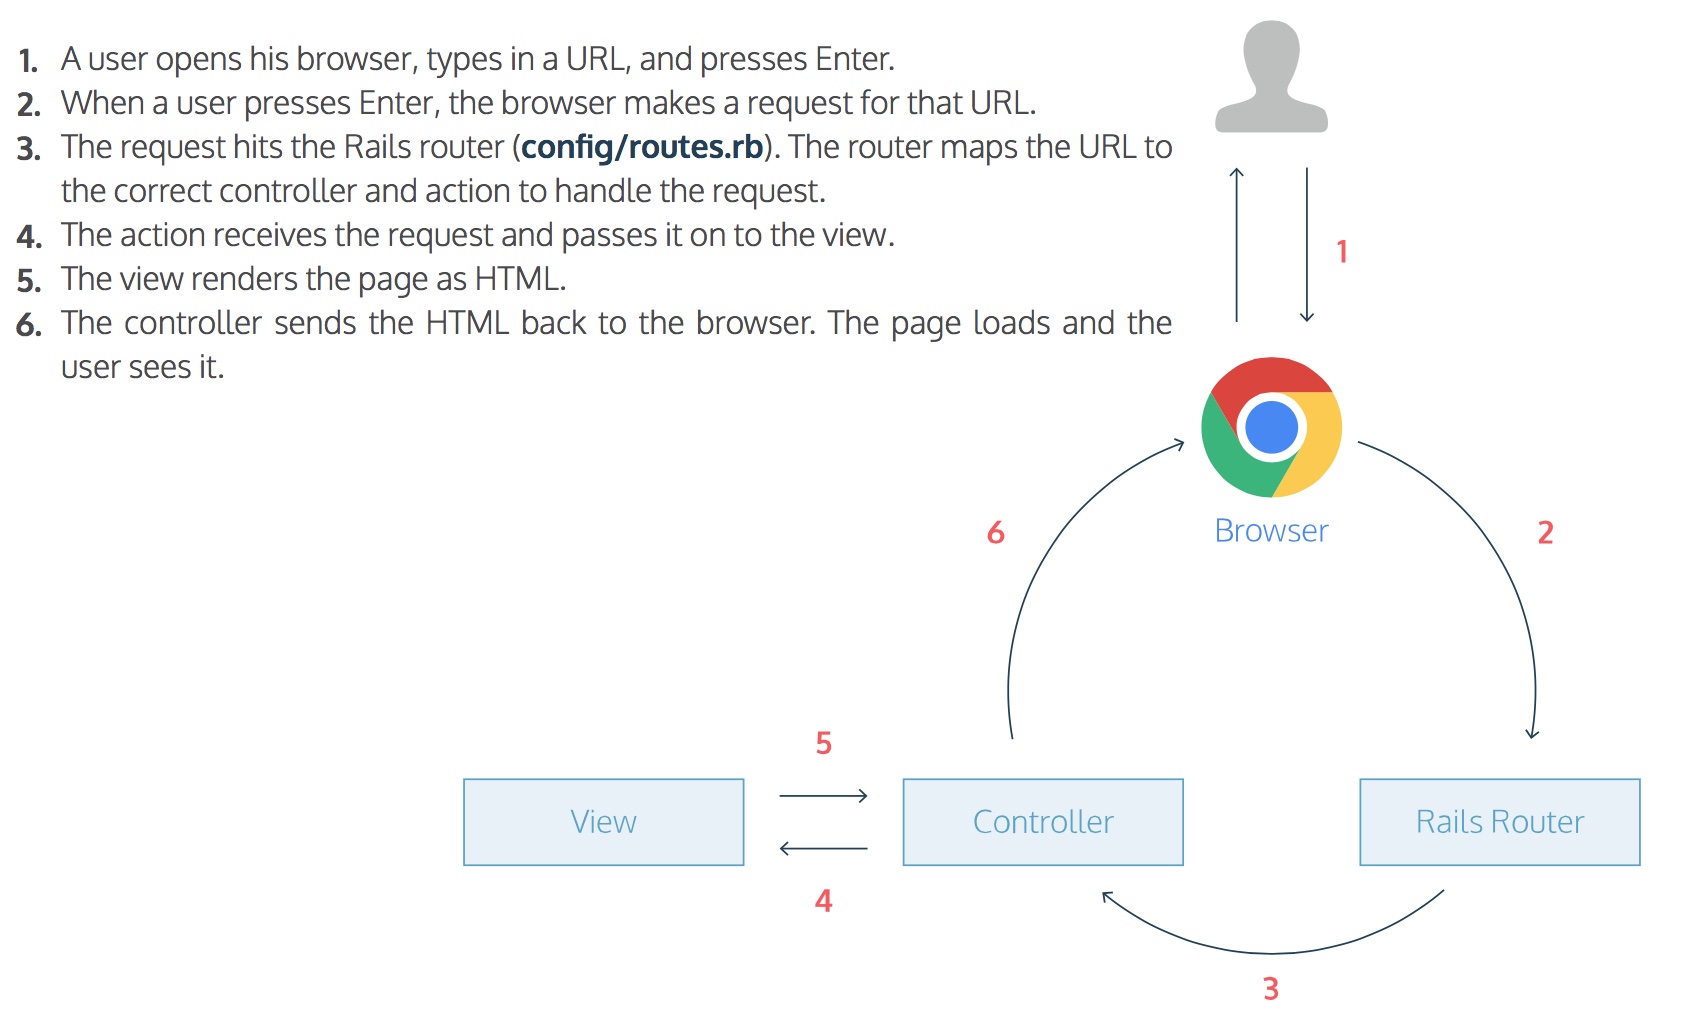 1. A user opens his browser, types in a URL, and presses Enter.
2. When a user presses Enter, the browser makes a request for that URL.
3. The request hits the Rails router (config/routes.rb). The router maps the URL to
the correct controller and action to handle the request.
4. The action receives the request and passes it on to the view.
5. The view renders the page as HTML.
6. The controller sends the HTML back to the browser. The page loads and the
user sees it.
1
Browser
6
2
5
View
Controller
Rails Router
4
3